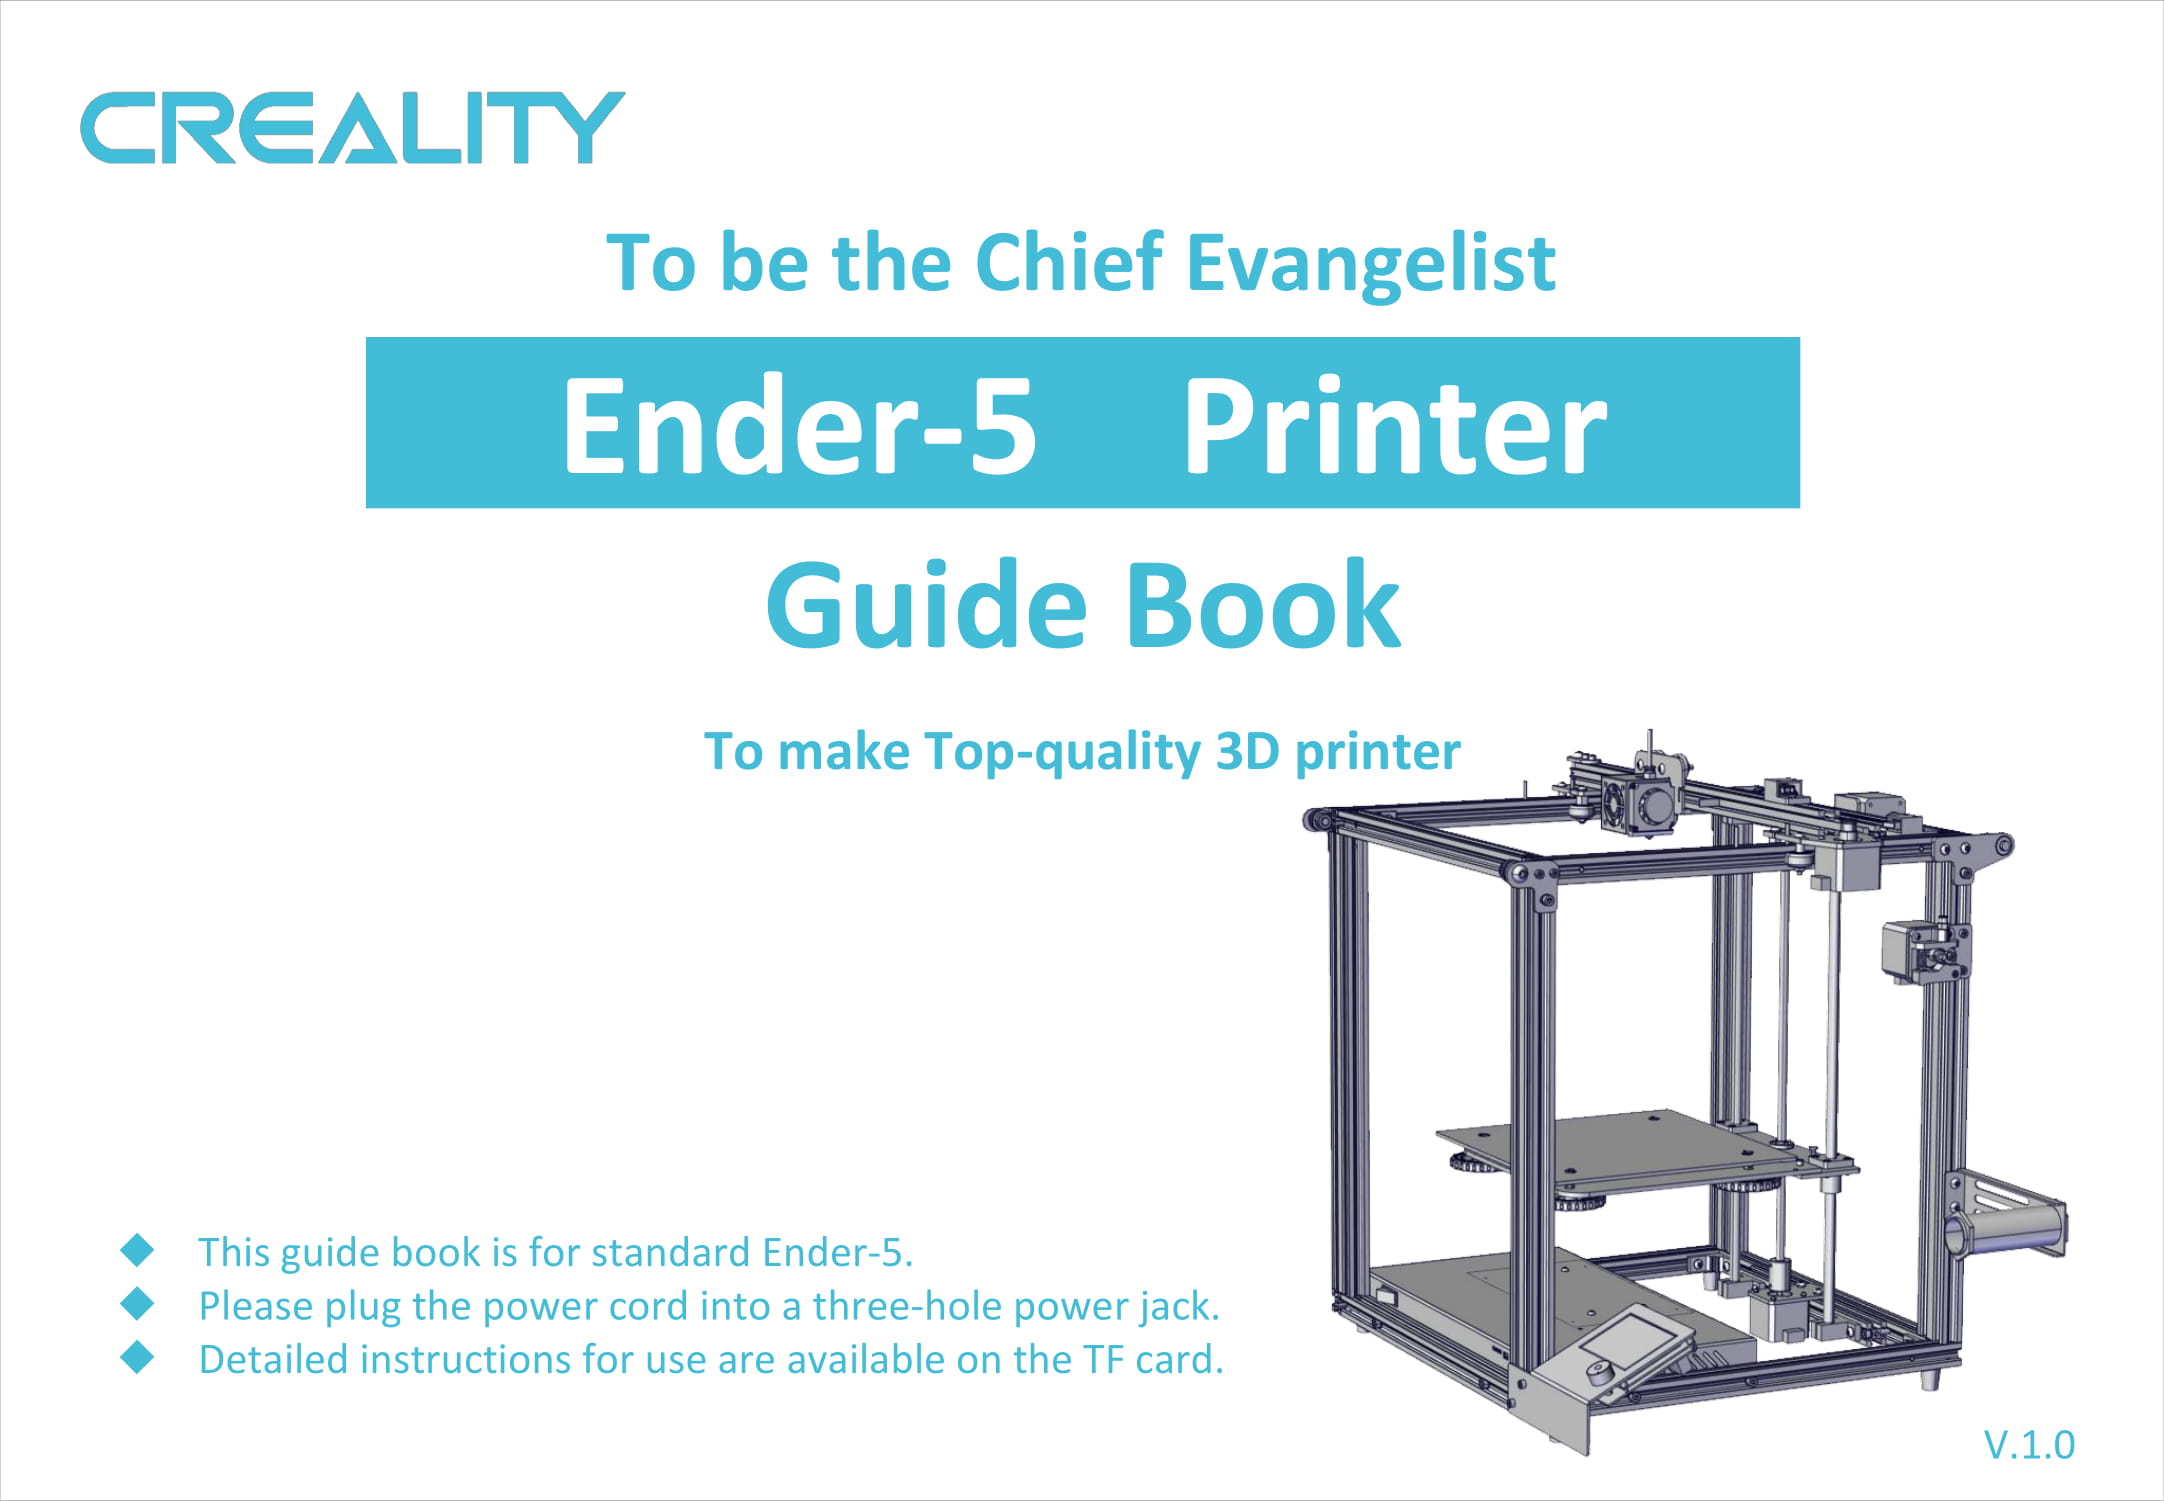 CREALITY
To be the Chief Evangelist
Ender-5 Printer
Guide Book
To make Top-quality 3D printer
◆ This guide book is for standard Ender-5.
◆ Please plug the power cord into a three-hole power jack.
◆ Detailed instructions for use are available on the TF card.
V.1.0